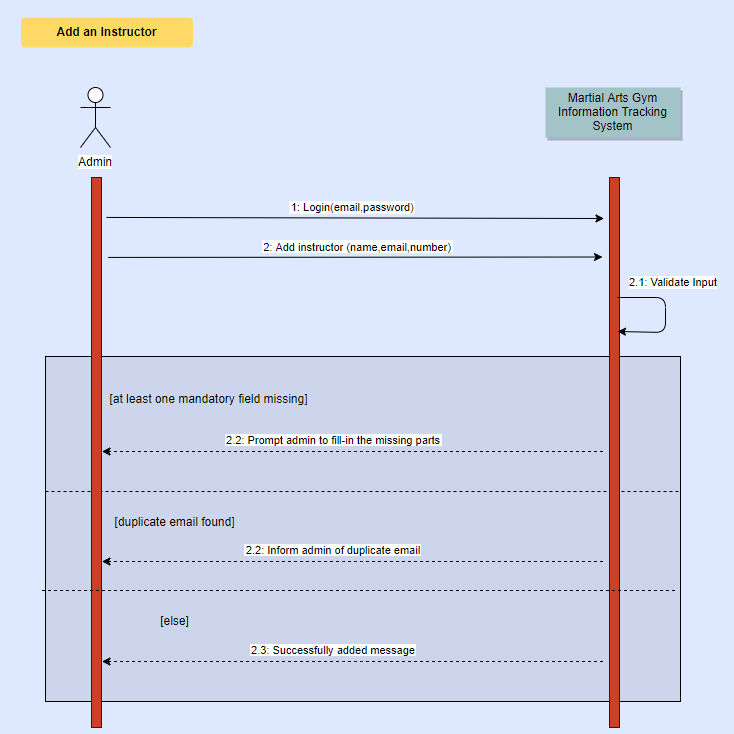 Add an Instructor
Martial Arts Gym
Information Tracking
System
Admin
1: Login(email,password)
2: Add instructor (name,email,number)
2.1: Validate Input
[at least one mandatory field missing]
2.2: Prompt admin to fill-in the missing parts
[duplicate email found]
2.2: Inform admin of duplicate email
[else]
2.3: Successfully added message